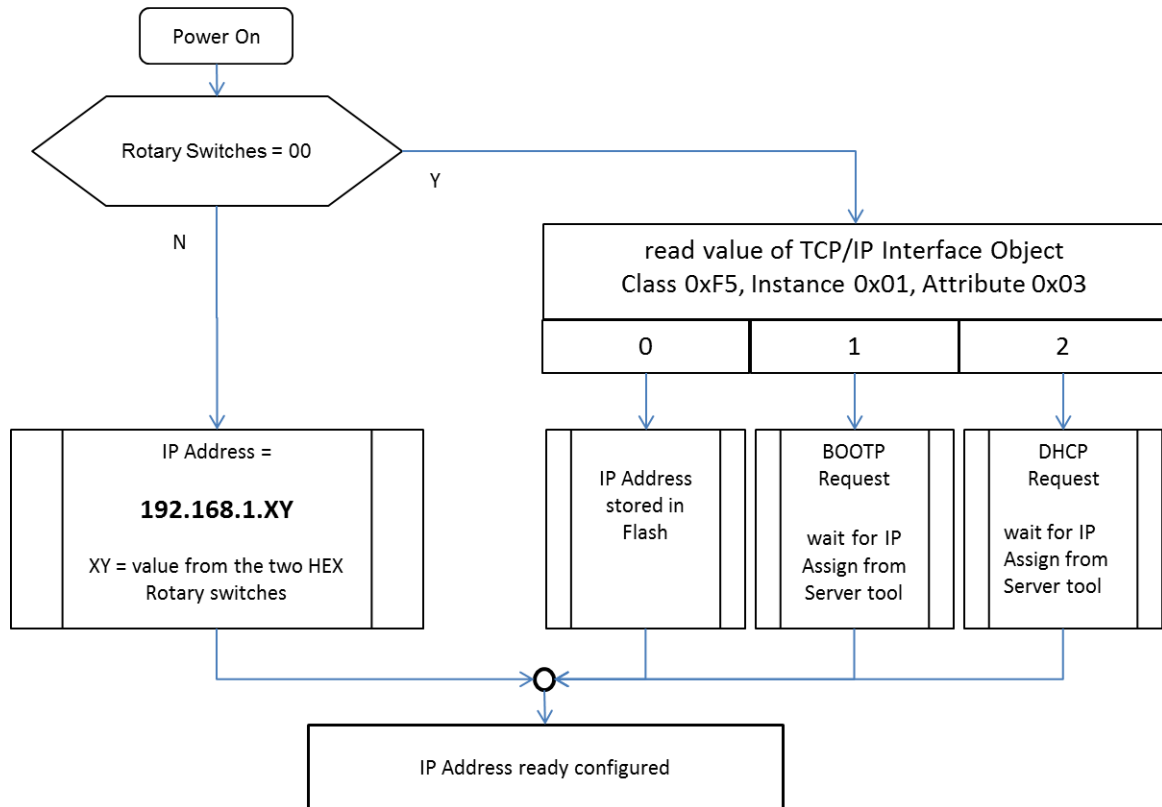 Power On
Rotary Switches = 00
Y
N
read value of TCP/IP Interface Object
Class 0xF5, Instance 0x01, Attribute 0x03
0
1
2
IP Address =
192.168.1.XY
XY = value from the two HEX
Rotary switches
IP Address
stored in
Flash
BOOTP
Request
wait for IP
Assign from
Server tool
DHCP
Request
wait for IP
Assign from
Server tool
IP Address ready configured